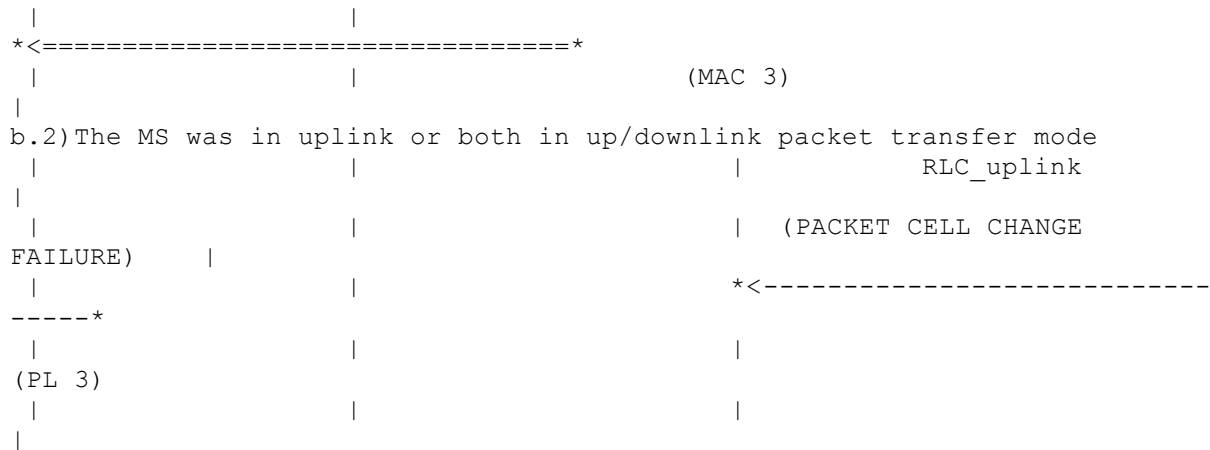 |                   |
*<==================================*
 |                   |                    (MAC 3)
|
b.2)The MS was in uplink or both in up/downlink packet transfer mode
 |                   |                       |           RLC_uplink
|
 |                   |                       |  (PACKET CELL CHANGE
FAILURE)    |
 |                   |                       *<----------------------------
-----*
 |                   |                       |
(PL 3)
 |                   |                       |
|